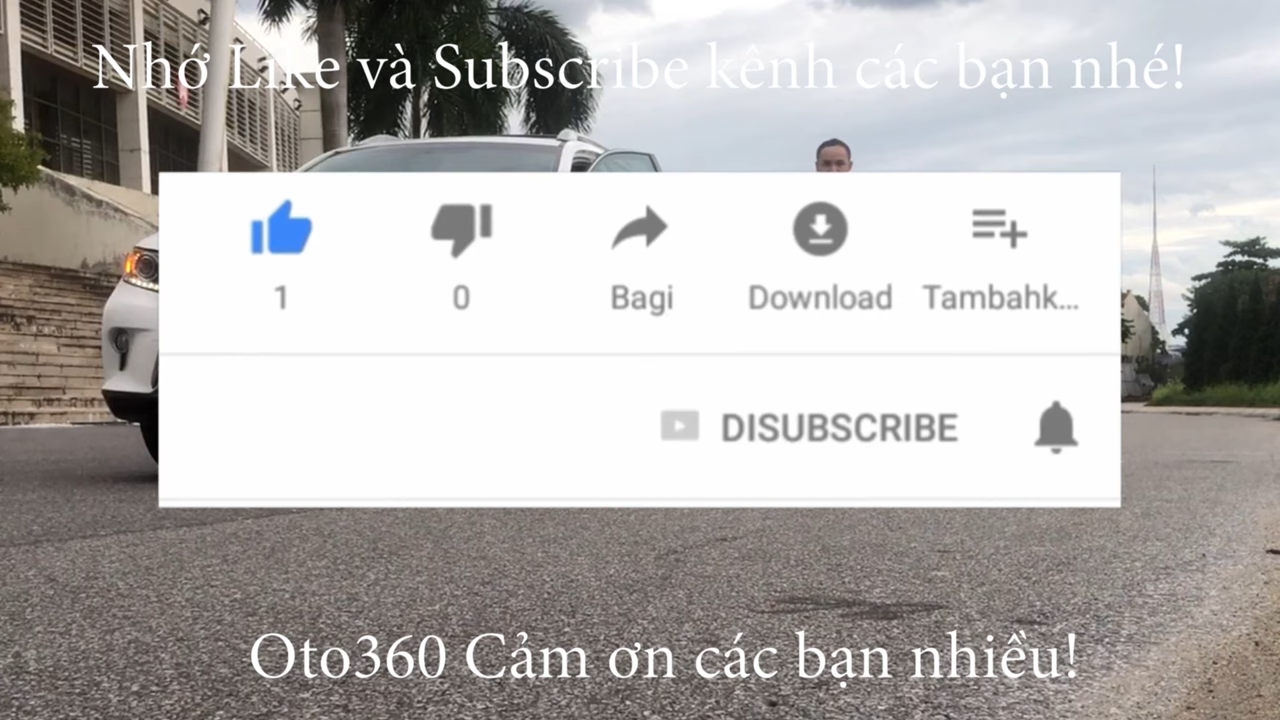 Nhớ Like và Subscribe kênh các bạn nhé!
1 0 Bagi Download Tambahk...
DISUBSCRIBE
Oto360 Cảm ơn các bạn nhiều!